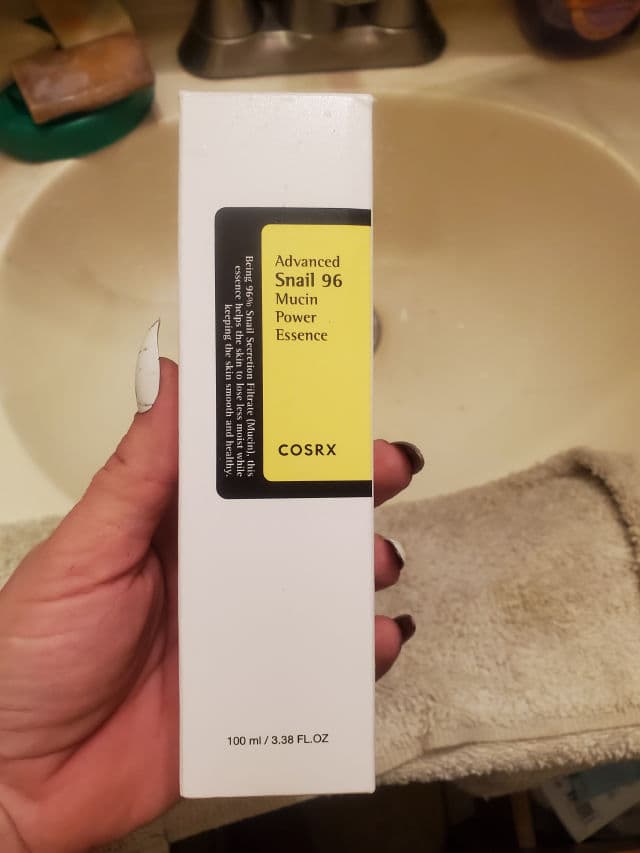 Advanced
Snail 96
Mucin
Power
Essence
COSRX
Being 96% Snail Secretion Filtrate (Mucin), this
essence helps the skin to lose less moist while
keeping the skin smooth and healthy.
100 ml / 3.38 FL.OZ